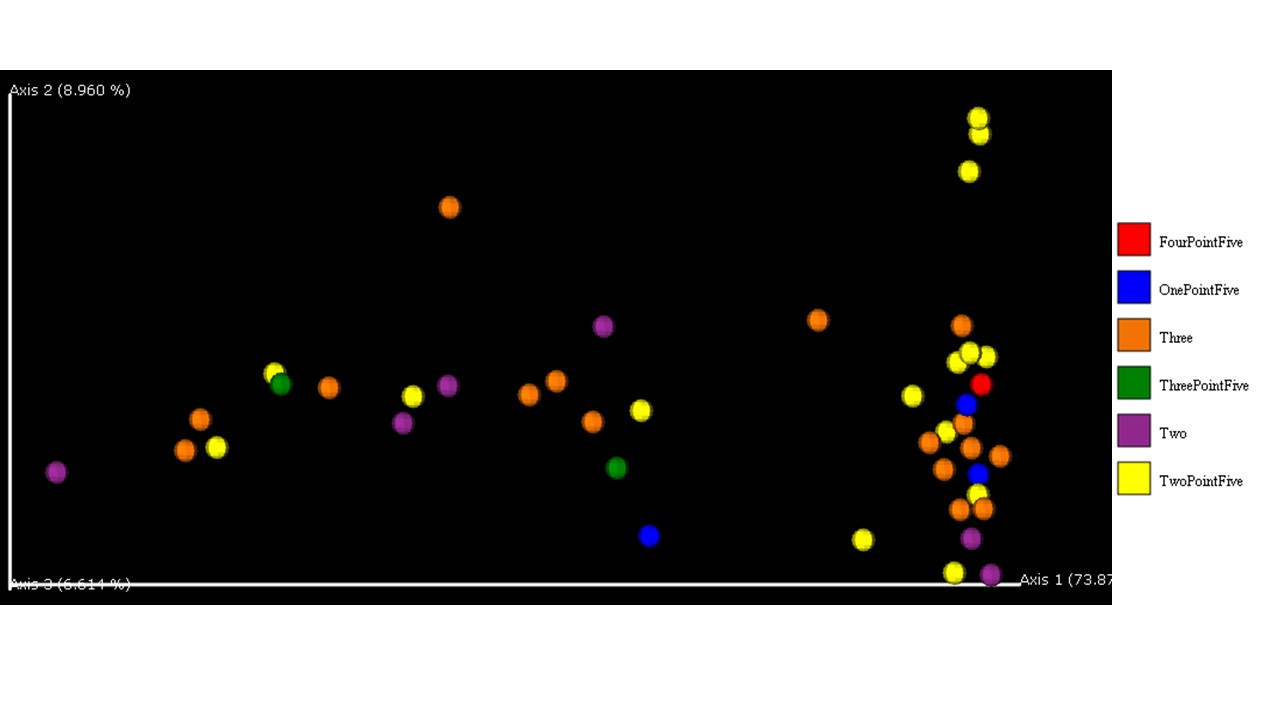 Axis 2 (8.960 %)
FourPointFive
OnePointFive
Three
ThreePointFive
Two
TwoPointFive
Axis 3 (6.614 %)
Axis 1 (73.87